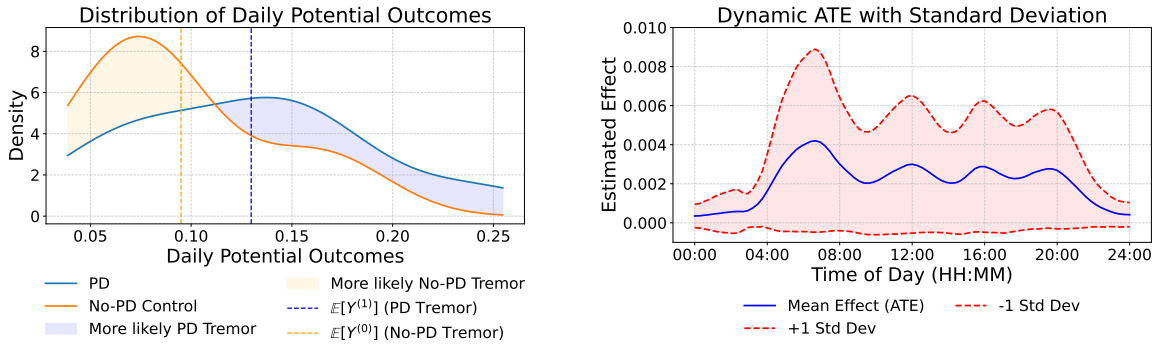 Distribution of Daily Potential Outcomes
8
6
4
2
0
Density
0.05 0.10 0.15 0.20 0.25
Daily Potential Outcomes
PD
No-PD Control
More likely PD Tremor
More likely No-PD Tremor
𝔼[Y⁽¹⁾] (PD Tremor)
𝔼[Y⁽⁰⁾] (No-PD Tremor)
Dynamic ATE with Standard Deviation
0.010
0.008
0.006
0.004
0.002
0.000
Estimated Effect
00:00 04:00 08:00 12:00 16:00 20:00 24:00
Time of Day (HH:MM)
Mean Effect (ATE)
+1 Std Dev
-1 Std Dev